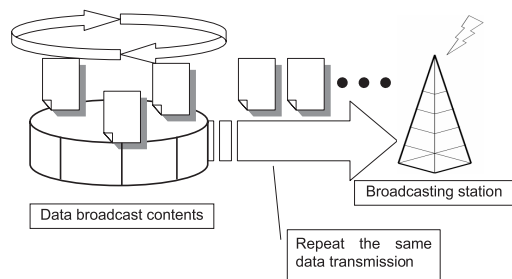 Data broadcast contents
Broadcasting station
Repeat the same
data transmission